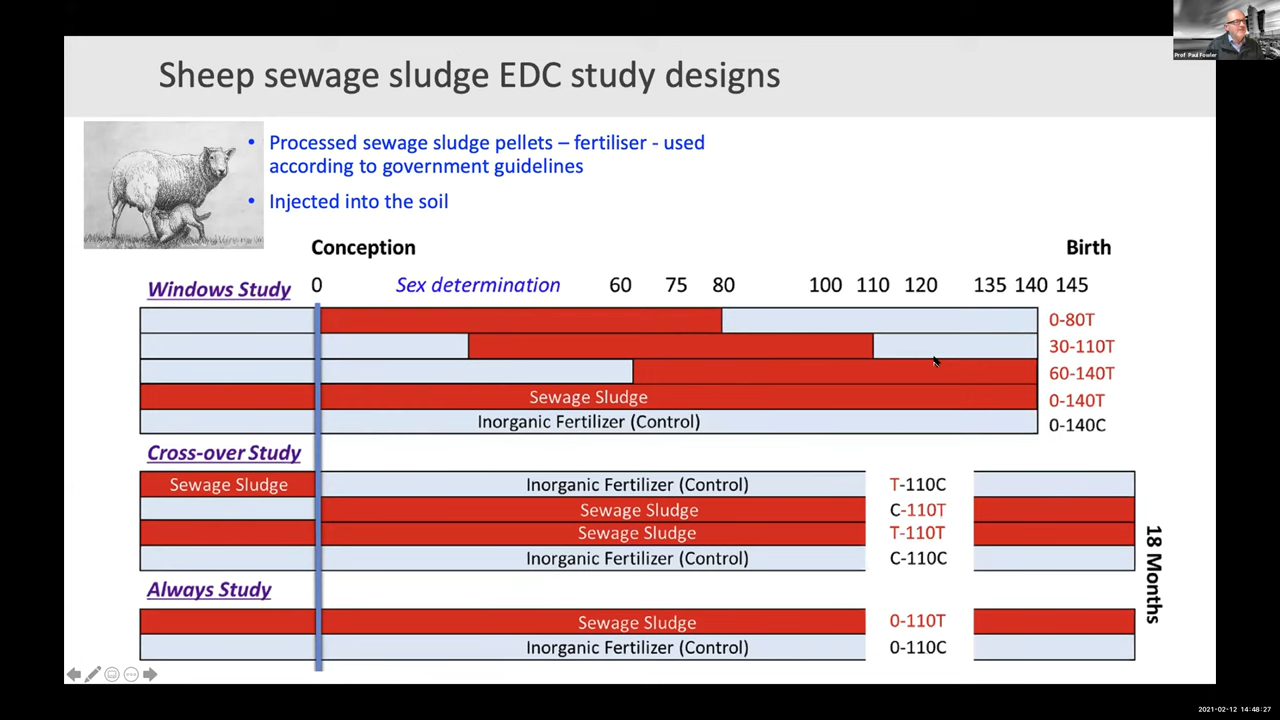 Prof Paul Fowler
Sheep sewage sludge EDC study designs
• Processed sewage sludge pellets – fertiliser - used
according to government guidelines
• Injected into the soil
Conception
Birth
Windows Study
0 Sex determination 60 75 80 100 110 120 135 140 145
0-80T
30-110T
60-140T
Sewage Sludge 0-140T
Inorganic Fertilizer (Control) 0-140C
Cross-over Study
Sewage Sludge Inorganic Fertilizer (Control) T-110C
Sewage Sludge C-110T
Sewage Sludge T-110T
Inorganic Fertilizer (Control) C-110C
18 Months
Always Study
Sewage Sludge 0-110T
Inorganic Fertilizer (Control) 0-110C
2021-02-12 14:48:27